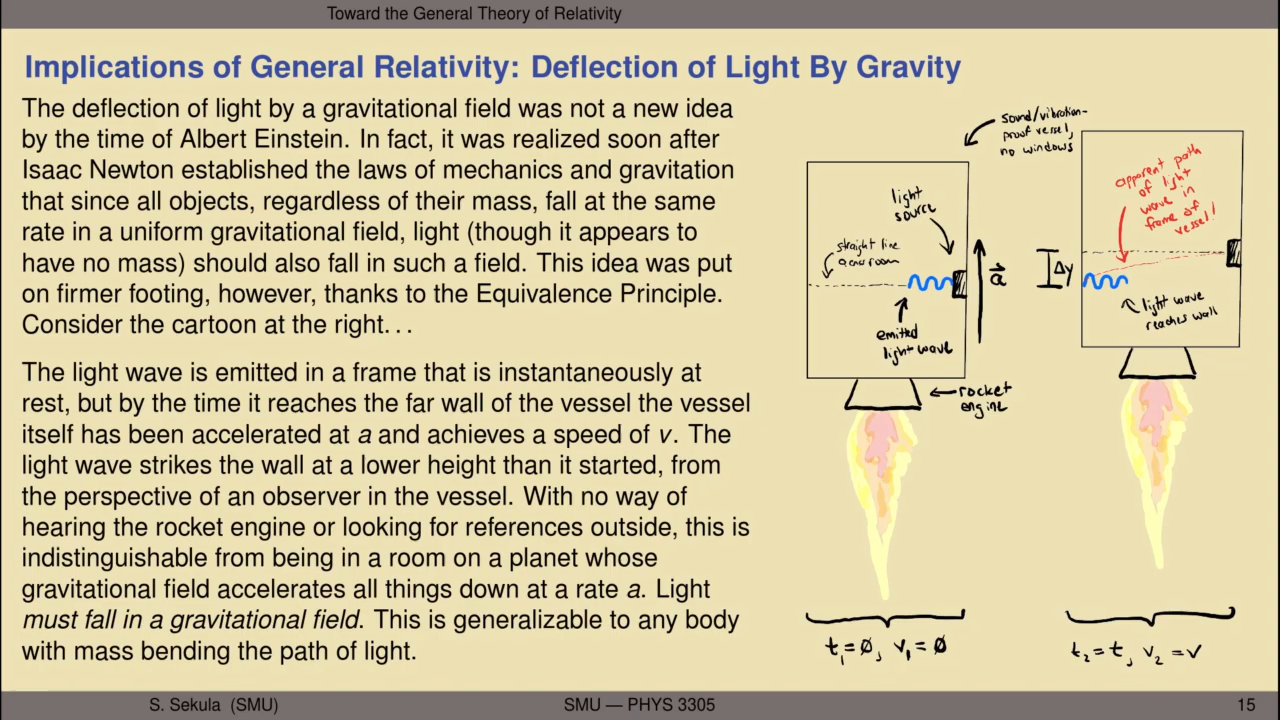 Toward the General Theory of Relativity
Implications of General Relativity: Deflection of Light By Gravity
The deflection of light by a gravitational field was not a new idea
by the time of Albert Einstein. In fact, it was realized soon after
Isaac Newton established the laws of mechanics and gravitation
that since all objects, regardless of their mass, fall at the same
rate in a uniform gravitational field, light (though it appears to
have no mass) should also fall in such a field. This idea was put
on firmer footing, however, thanks to the Equivalence Principle.
Consider the cartoon at the right...
The light wave is emitted in a frame that is instantaneously at
rest, but by the time it reaches the far wall of the vessel the vessel
itself has been accelerated at a and achieves a speed of v. The
light wave strikes the wall at a lower height than it started, from
the perspective of an observer in the vessel. With no way of
hearing the rocket engine or looking for references outside, this is
indistinguishable from being in a room on a planet whose
gravitational field accelerates all things down at a rate a. Light
must fall in a gravitational field. This is generalizable to any body
with mass bending the path of light.
sound/vibration-
proof vessel,
no windows
light
source
straight line
across room
a⃗
emitted
light wave
rocket
engine
t₁=Ø, v₁=Ø
apparent path
of light
wave in
frame of
vessel!
Δy
light wave
reaches wall
t₂=t, v₂=v
S. Sekula (SMU)
SMU — PHYS 3305
15